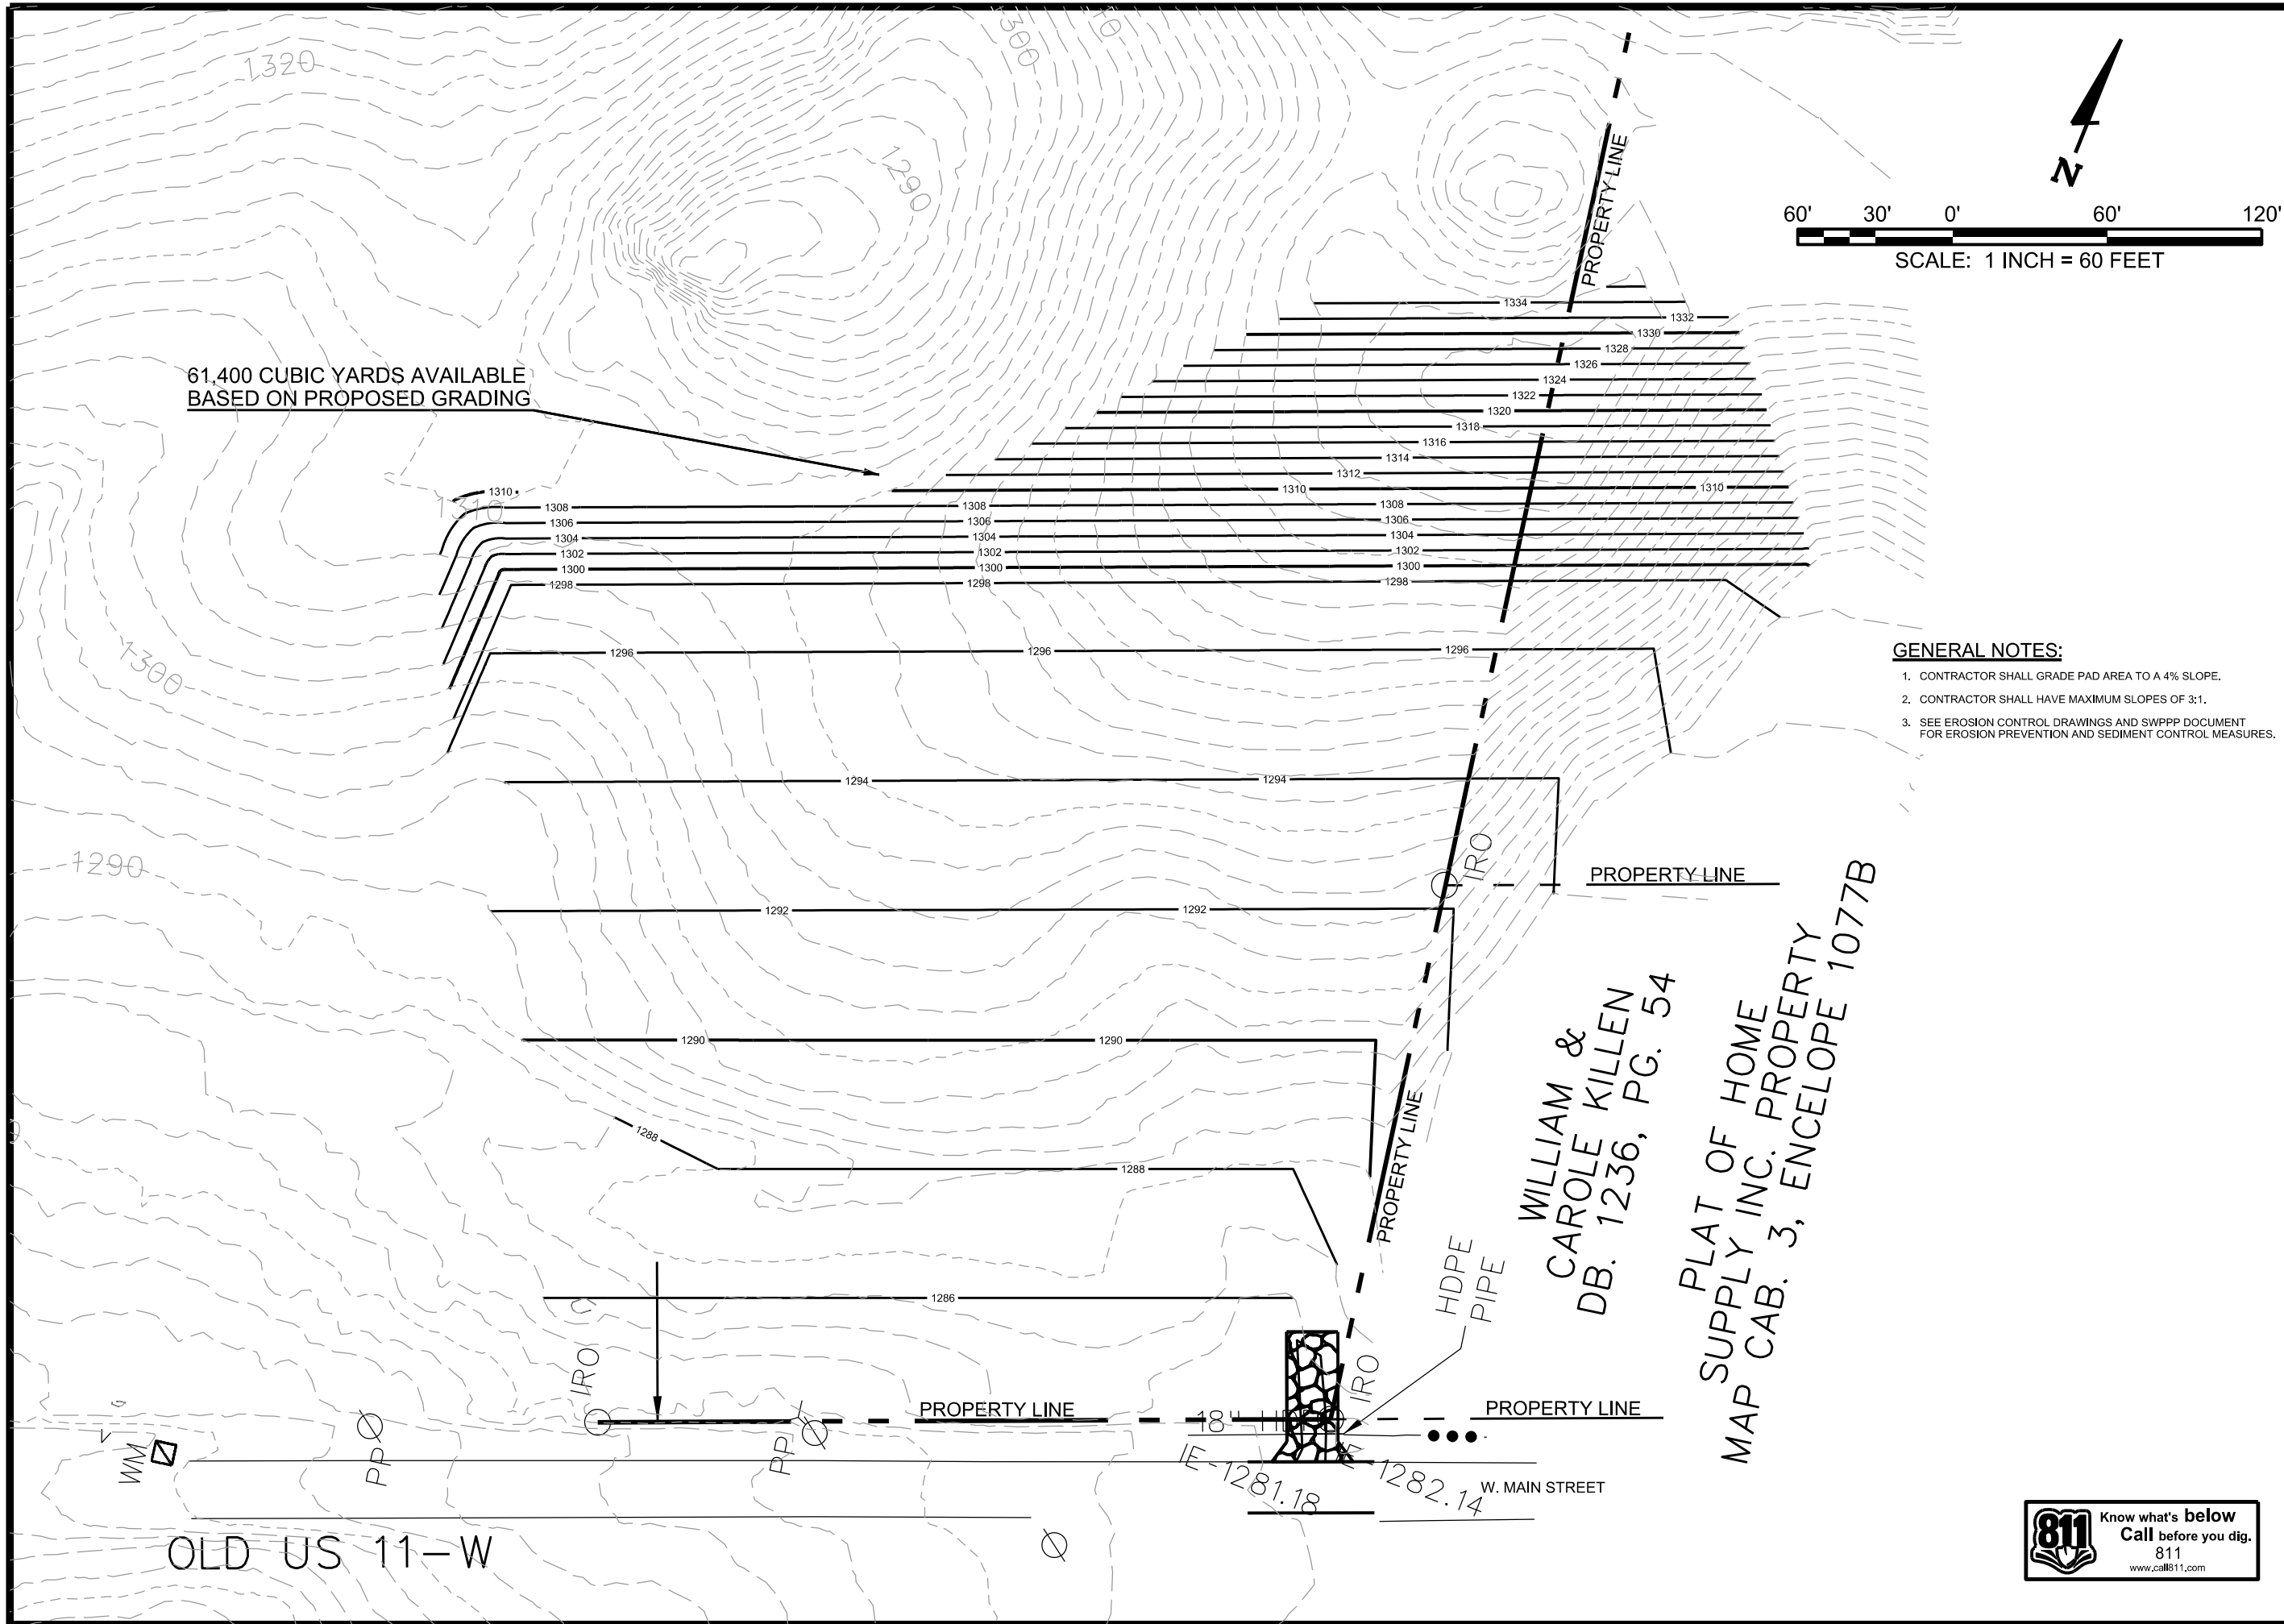 1320
1300
1290
PROPERTY LINE
N
60' 30' 0' 60' 120'
SCALE: 1 INCH = 60 FEET
1334
1332
1330
1328
1326
1324
1322
1320
1318
1316
1314
1312
61,400 CUBIC YARDS AVAILABLE
BASED ON PROPOSED GRADING
1310
1310
1310 1310
1308 1308 1308
1306 1306 1306
1304 1304 1304
1302 1302 1302
1300 1300 1300
1298 1298 1298
1300
1296 1296 1296
GENERAL NOTES:
1. CONTRACTOR SHALL GRADE PAD AREA TO A 4% SLOPE.
2. CONTRACTOR SHALL HAVE MAXIMUM SLOPES OF 3:1.
3. SEE EROSION CONTROL DRAWINGS AND SWPPP DOCUMENT
FOR EROSION PREVENTION AND SEDIMENT CONTROL MEASURES.
1294 1294
1290
IRO
PROPERTY LINE
1292 1292
1290 1290
1288
1288
PROPERTY LINE
WILLIAM &
CAROLE KILLEN
DB. 1236, PG. 54
PLAT OF HOME
SUPPLY INC. PROPERTY
MAP CAB. 3, ENCELOPE 1077B
HDPE
PIPE
1286
IRO
IRO
PROPERTY LINE
PROPERTY LINE
18" HDPE
WM
PP
PP
IE-1281.18
IE-1282.14
W. MAIN STREET
OLD US 11-W
811
Know what's below
Call before you dig.
811
www.call811.com